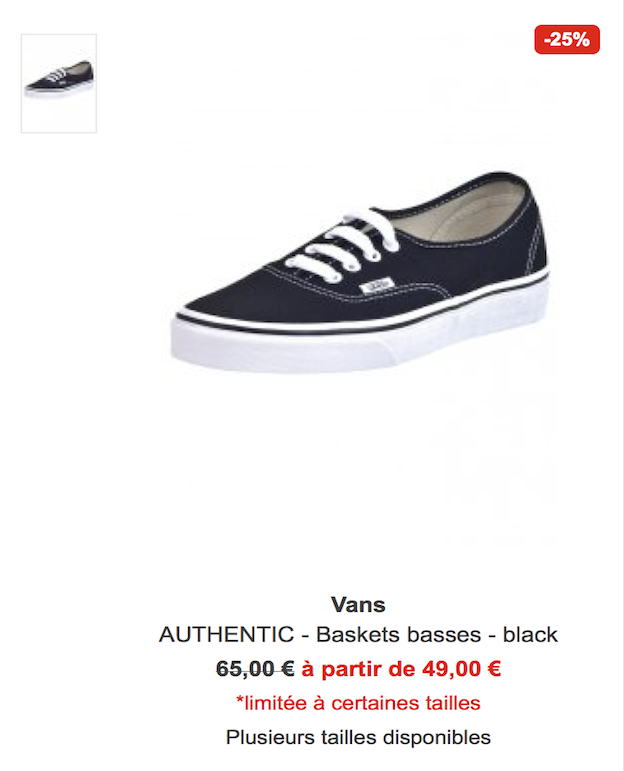 -25%
Vans
AUTHENTIC - Baskets basses - black
65,00 € à partir de 49,00 €
*limitée à certaines tailles
Plusieurs tailles disponibles